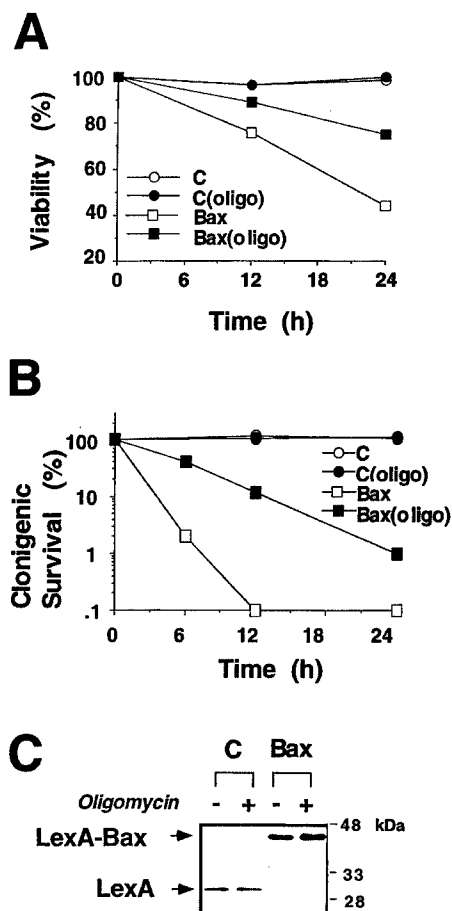 A
Viability (%)
100
80
60
40
20
C
C(oligo)
Bax
Bax(oligo)
0 6 12 18 24
Time (h)
B
Clonigenic
Survival (%)
100
10
1
.1
C
C(oligo)
Bax
Bax(oligo)
0 6 12 18 24
Time (h)
C
C Bax
Oligomycin - + - +
LexA-Bax
48 kDa
LexA
33
28